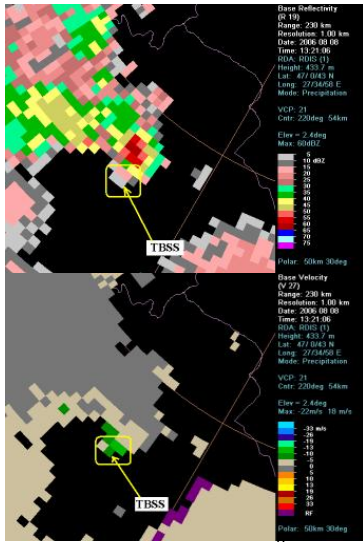 Base Reflectivity
(R 19)
Range: 230 km
Resolution: 1.00 km
Date: 2006 08 08
Time: 13:21:06
RDA: RDIS (1)
Height: 433.7 m
Lat: 47/ 0/43 N
Long: 27/34/58 E
Mode: Precipitation
VCP: 21
Cntr: 220deg 54km
Elev = 2.4deg
Max: 60dBZ
5
10 dBZ
15
20
25
30
35
40
45
50
55
60
65
70
75
Polar: 50km 30deg
TBSS
Base Velocity
(V 27)
Range: 230 km
Resolution: 1.00 km
Date: 2006 08 08
Time: 13:21:06
RDA: RDIS (1)
Height: 433.7 m
Lat: 47/ 0/43 N
Long: 27/34/58 E
Mode: Precipitation
VCP: 21
Cntr: 220deg 54km
Elev = 2.4deg
Max: -22m/s 18 m/s
-33 m/s
-26
-19
-13
-10
-5
0
5
10
13
19
26
33
RF
Polar: 50km 30deg
TBSS